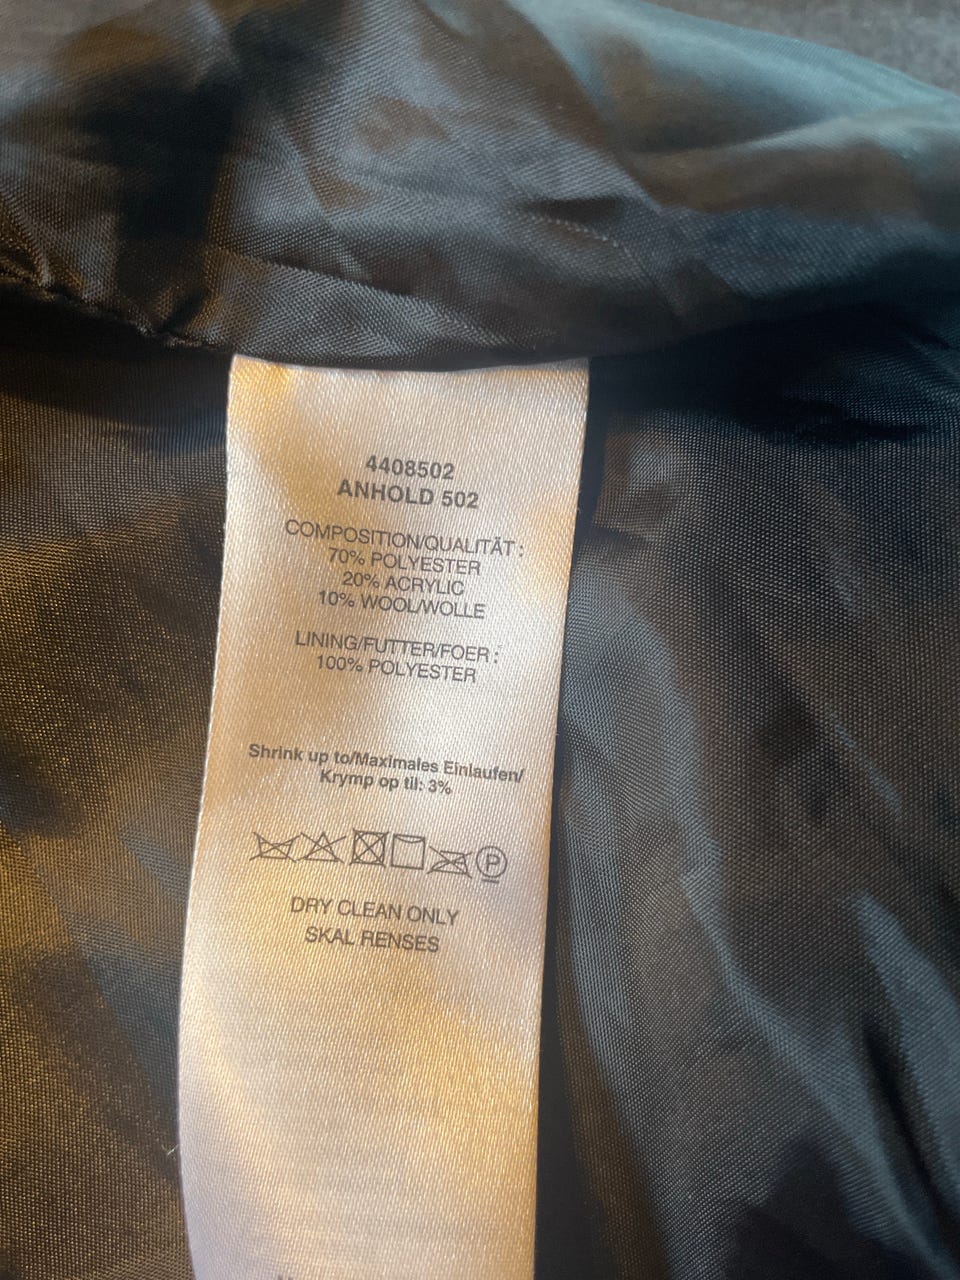 4408502
ANHOLD 502
COMPOSITION/QUALITÄT :
70% POLYESTER
20% ACRYLIC
10% WOOL/WOLLE
LINING/FUTTER/FOER :
100% POLYESTER
Shrink up to/Maximales Einlaufen/
Krymp op til: 3%
P
DRY CLEAN ONLY
SKAL RENSES